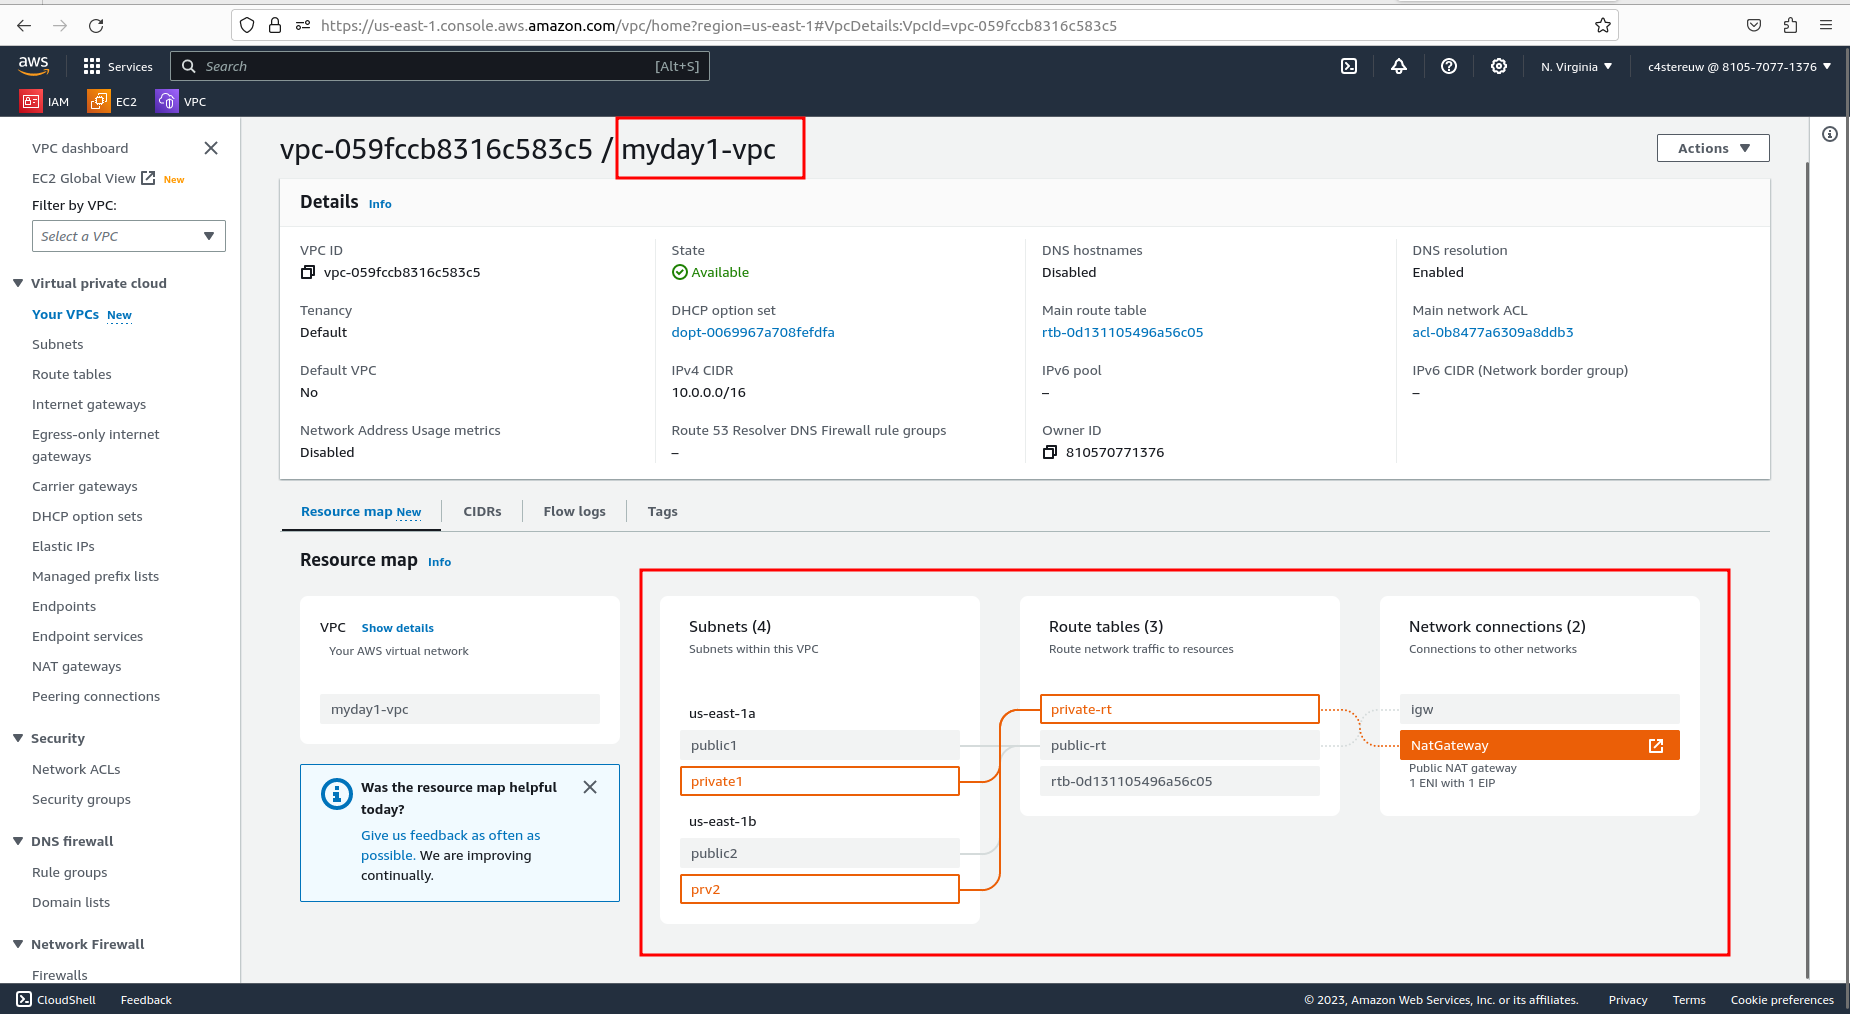 https://us-east-1.console.aws.amazon.com/vpc/home?region=us-east-1#VpcDetails:VpcId=vpc-059fccb8316c583c5
aws
Services
Search
[Alt+S]
N. Virginia
c4stereuw @ 8105-7077-1376
IAM
EC2
VPC
VPC dashboard
EC2 Global View New
Filter by VPC:
Select a VPC
Virtual private cloud
Your VPCs New
Subnets
Route tables
Internet gateways
Egress-only internet
gateways
Carrier gateways
DHCP option sets
Elastic IPs
Managed prefix lists
Endpoints
Endpoint services
NAT gateways
Peering connections
Security
Network ACLs
Security groups
DNS firewall
Rule groups
Domain lists
Network Firewall
Firewalls
vpc-059fccb8316c583c5 / myday1-vpc
Actions
Details Info
VPC ID
vpc-059fccb8316c583c5
State
Available
DNS hostnames
Disabled
DNS resolution
Enabled
Tenancy
Default
DHCP option set
dopt-0069967a708fefdfa
Main route table
rtb-0d131105496a56c05
Main network ACL
acl-0b8477a6309a8ddb3
Default VPC
No
IPv4 CIDR
10.0.0.0/16
IPv6 pool
–
IPv6 CIDR (Network border group)
–
Network Address Usage metrics
Disabled
Route 53 Resolver DNS Firewall rule groups
–
Owner ID
810570771376
Resource map New
CIDRs
Flow logs
Tags
Resource map Info
VPC Show details
Your AWS virtual network
myday1-vpc
Was the resource map helpful
today?
Give us feedback as often as
possible. We are improving
continually.
Subnets (4)
Subnets within this VPC
us-east-1a
public1
private1
us-east-1b
public2
prv2
Route tables (3)
Route network traffic to resources
private-rt
public-rt
rtb-0d131105496a56c05
Network connections (2)
Connections to other networks
igw
NatGateway
Public NAT gateway
1 ENI with 1 EIP
CloudShell
Feedback
© 2023, Amazon Web Services, Inc. or its affiliates.
Privacy
Terms
Cookie preferences